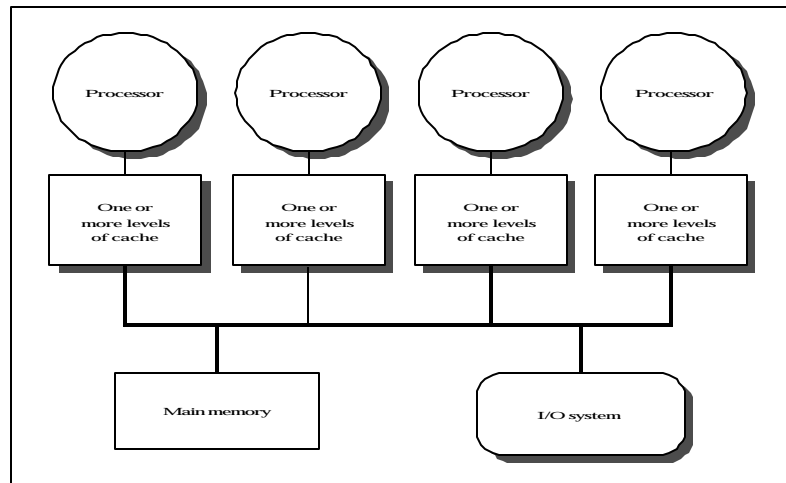 Processor
Processor
Processor
Processor
One or
more levels
of cache
One or
more levels
of cache
One or
more levels
of cache
One or
more levels
of cache
Main memory
I/O system